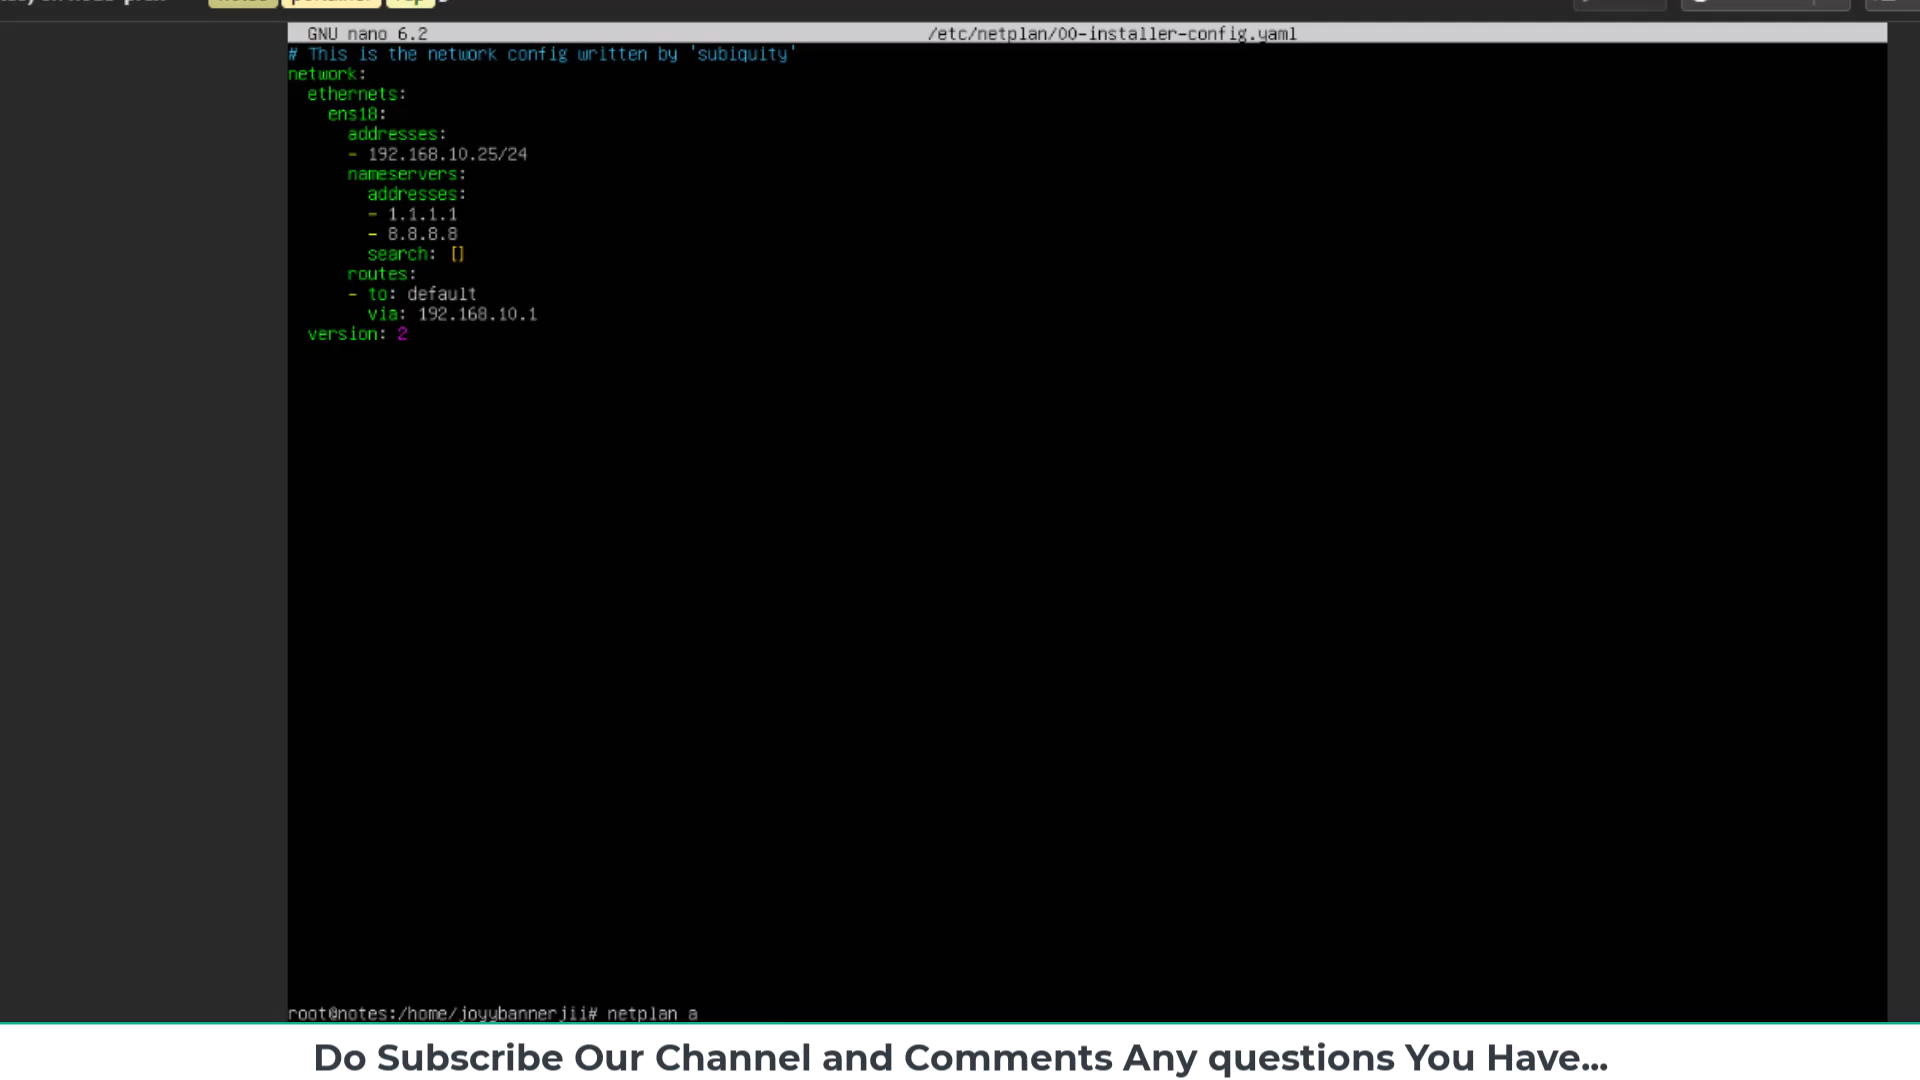 GNU nano 6.2 /etc/netplan/00-installer-config.yaml
# This is the network config written by 'subiquity'
network:
  ethernets:
    ens18:
      addresses:
      - 192.168.10.25/24
      nameservers:
        addresses:
        - 1.1.1.1
        - 8.8.8.8
        search: []
      routes:
      - to: default
        via: 192.168.10.1
  version: 2
root@notes:/home/joyybannerjii# netplan a
Do Subscribe Our Channel and Comments Any questions You Have...